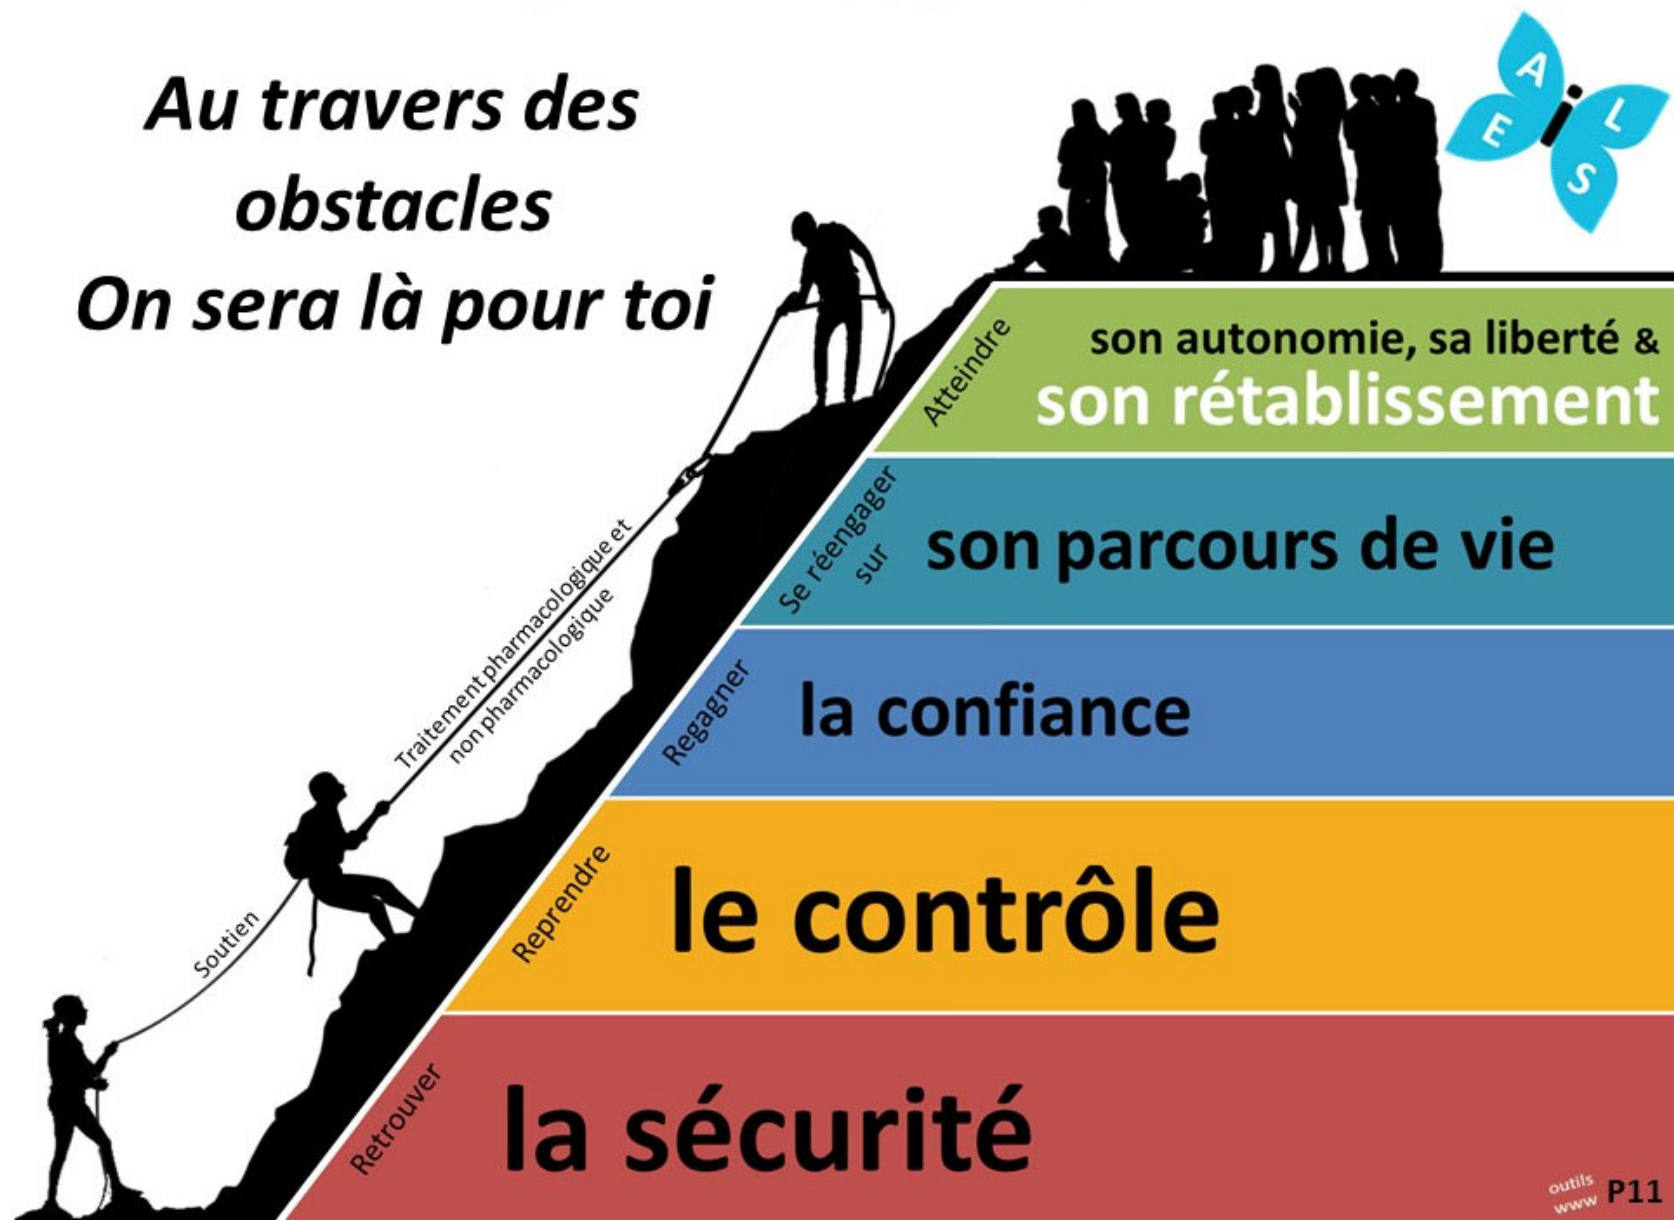 Au travers des
obstacles
On sera là pour toi
A
E
i
L
S
Atteindre
son autonomie, sa liberté &
son rétablissement
Se réengager
sur
son parcours de vie
Traitement pharmacologique et
non pharmacologique
Regagner
la confiance
Reprendre
le contrôle
Soutien
Retrouver
la sécurité
outils
www
P11